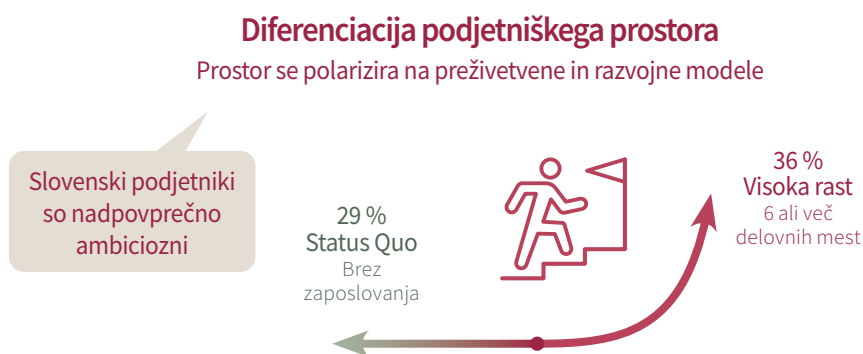 Diferenciacija podjetniškega prostora
Prostor se polarizira na preživetvene in razvojne modele
Slovenski podjetniki
so nadpovprečno
ambiciozni
29 %
Status Quo
Brez
zaposlovanja
36 %
Visoka rast
6 ali več
delovnih mest